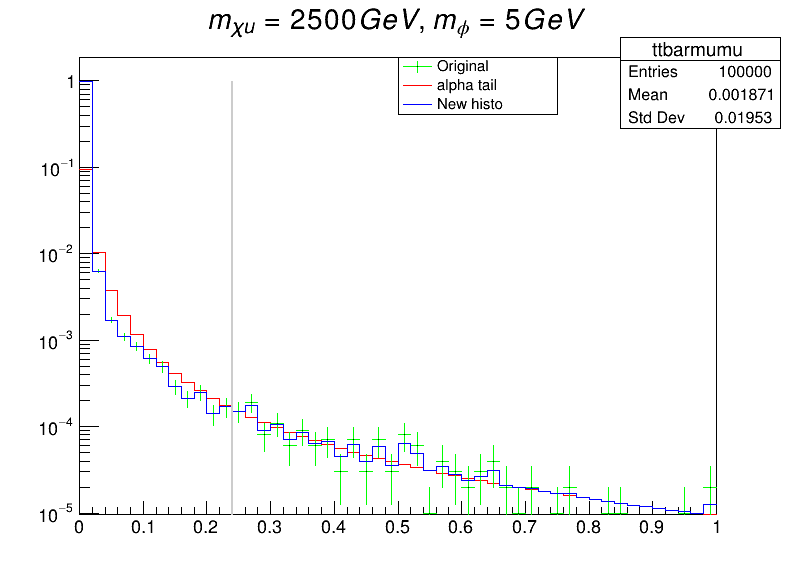 m_χu = 2500GeV, m_ϕ = 5GeV
ttbarmumu
Entries 100000
Mean 0.001871
Std Dev 0.01953
Original
alpha tail
New histo
1
10^−1
10^−2
10^−3
10^−4
10^−5
0 0.1 0.2 0.3 0.4 0.5 0.6 0.7 0.8 0.9 1